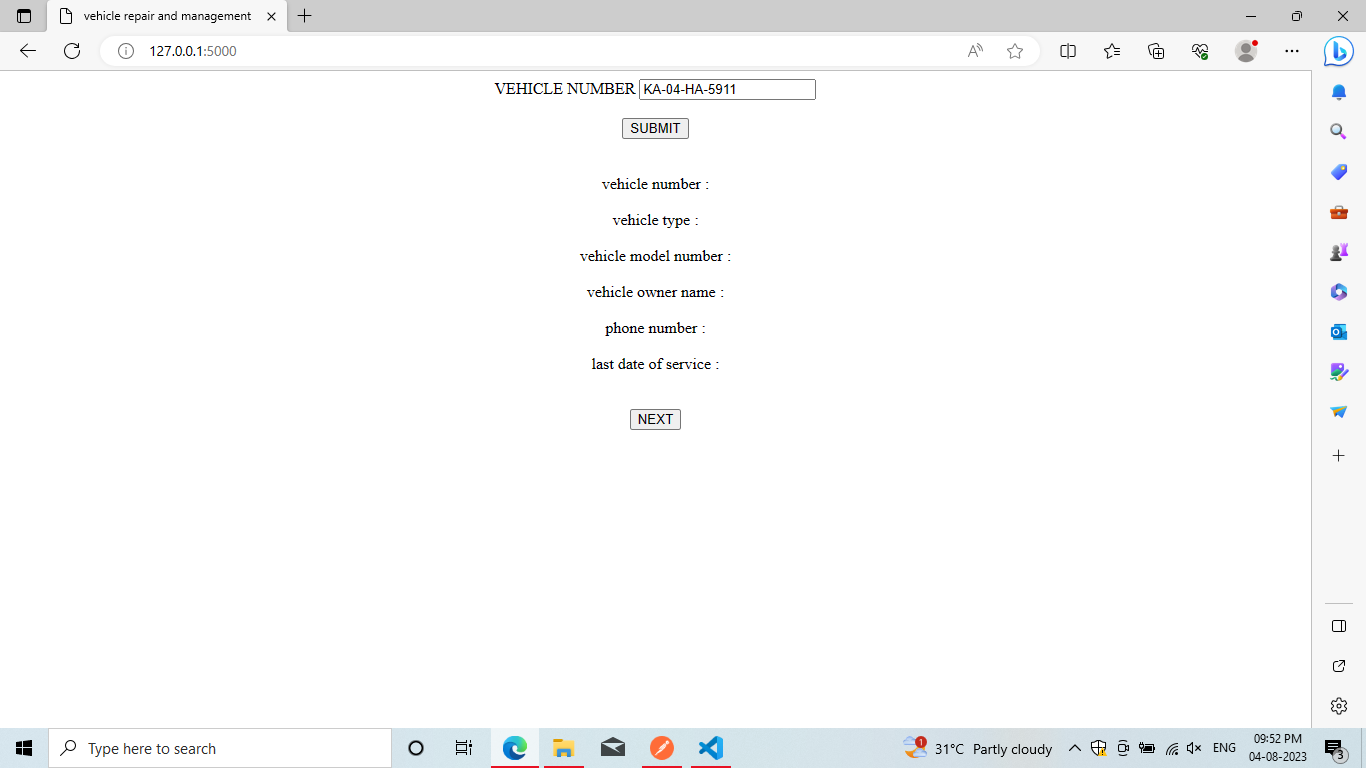 vehicle repair and management
127.0.0.1:5000
VEHICLE NUMBER KA-04-HA-5911
SUBMIT
vehicle number :
vehicle type :
vehicle model number :
vehicle owner name :
phone number :
last date of service :
NEXT
Type here to search
1
31°C Partly cloudy
ENG
09:52 PM
04-08-2023
3